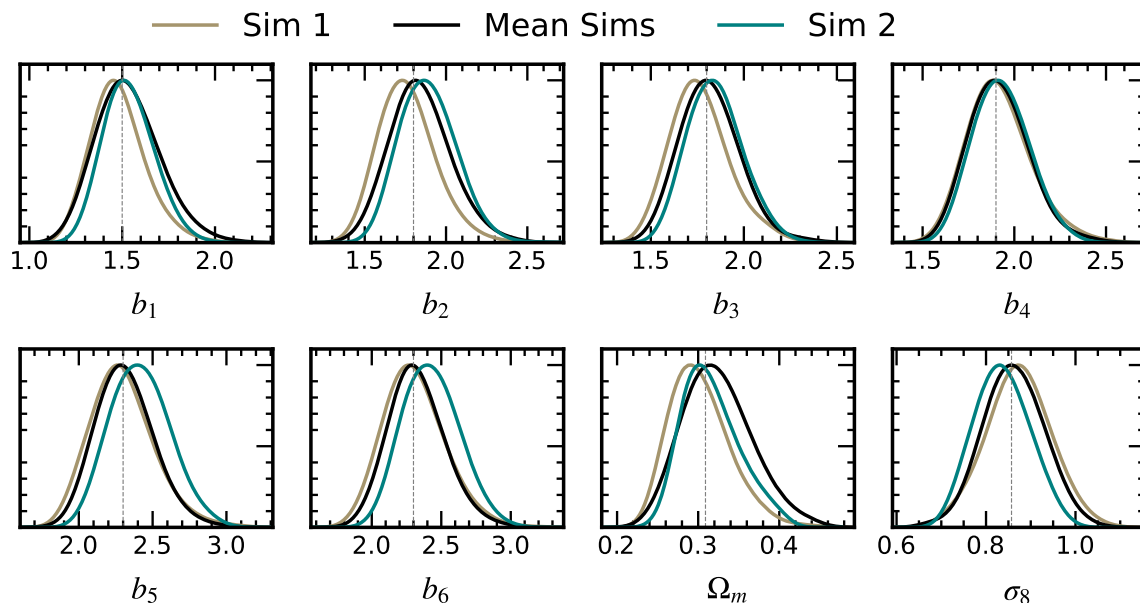 Sim 1 Mean Sims Sim 2
1.0 1.5 2.0 1.5 2.0 2.5 1.5 2.0 2.5 1.5 2.0 2.5
b₁ b₂ b₃ b₄
2.0 2.5 3.0 2.0 2.5 3.0 0.2 0.3 0.4 0.6 0.8 1.0
b₅ b₆ Ωₘ σ₈